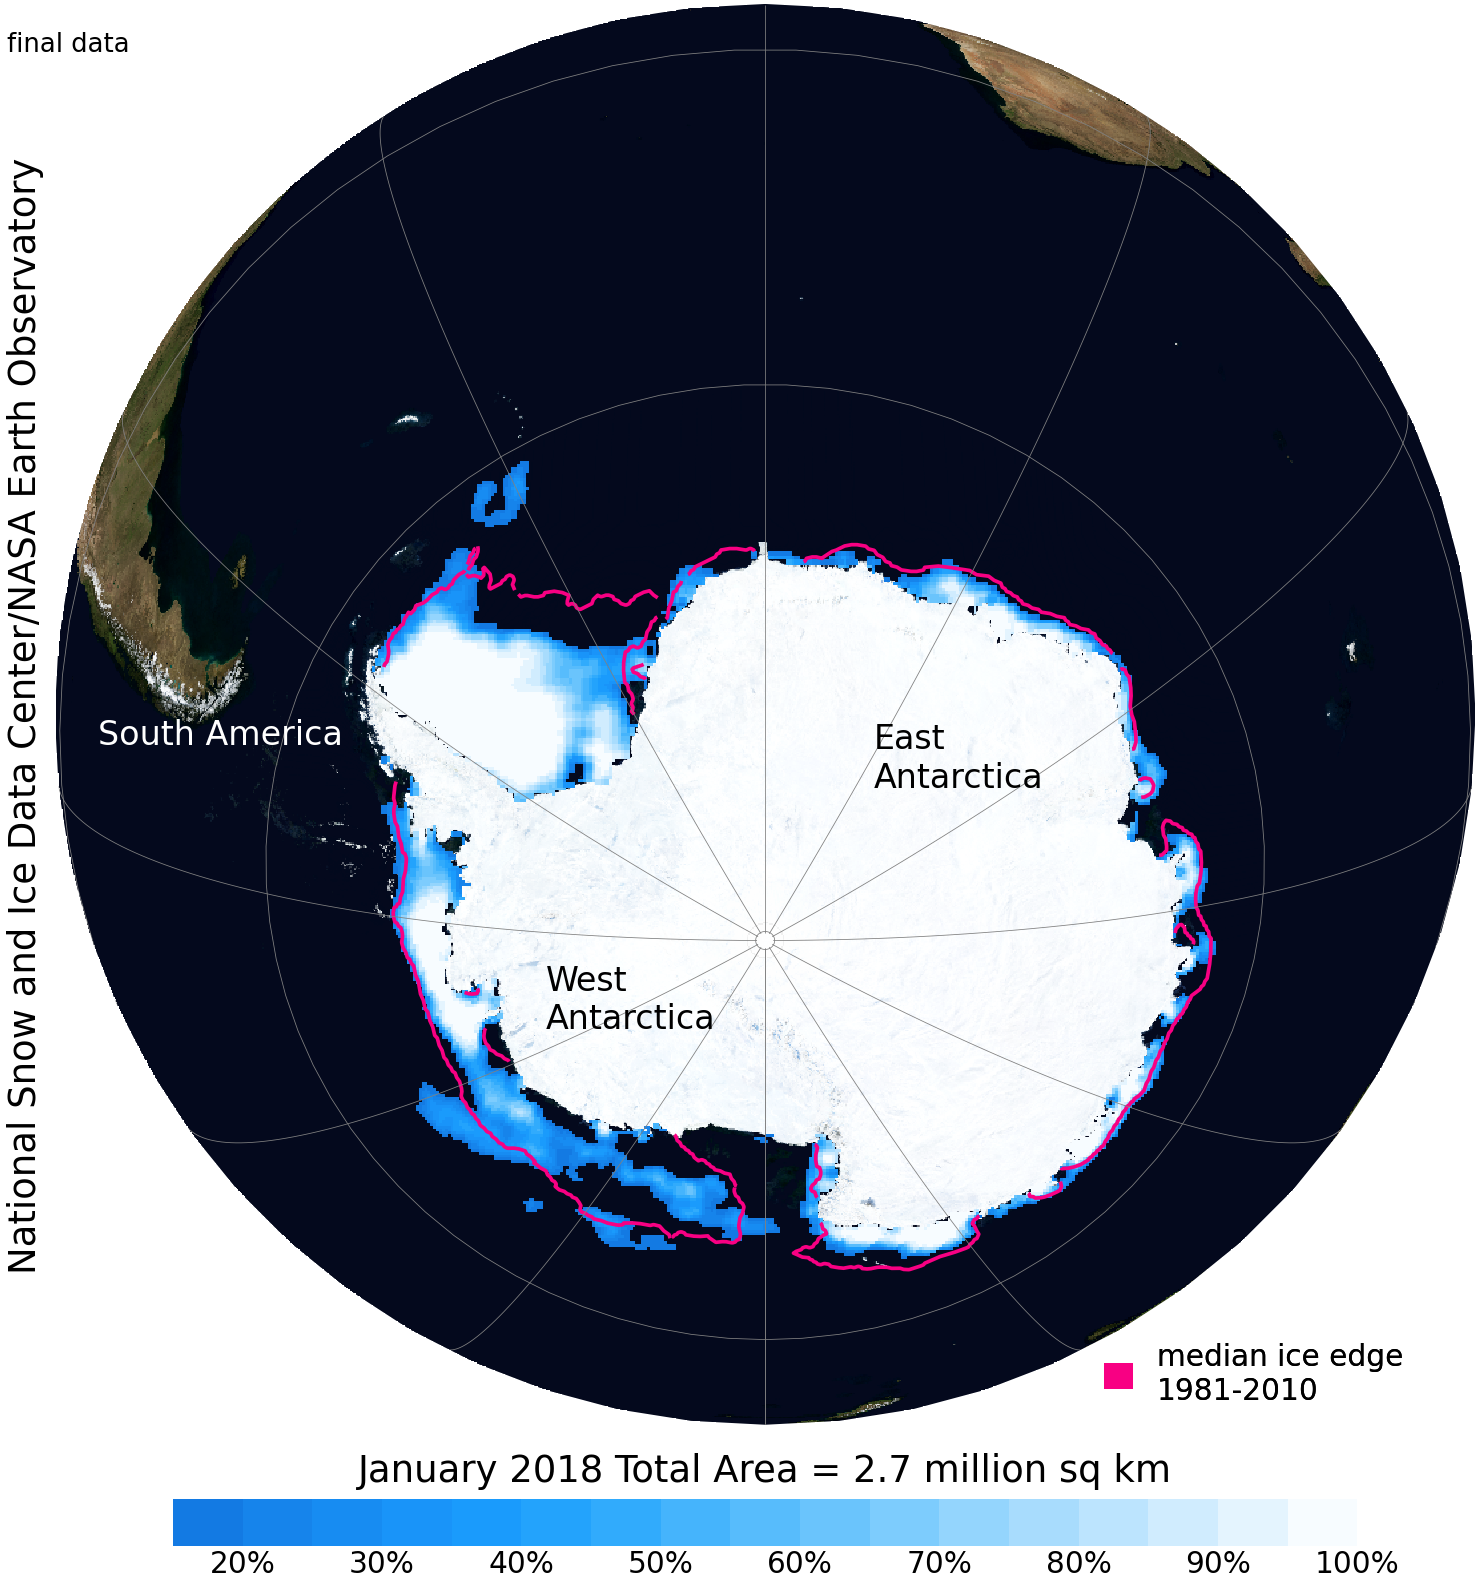 final data
National Snow and Ice Data Center/NASA Earth Observatory
South America
East
Antarctica
West
Antarctica
median ice edge
1981-2010
January 2018 Total Area = 2.7 million sq km
20% 30% 40% 50% 60% 70% 80% 90% 100%